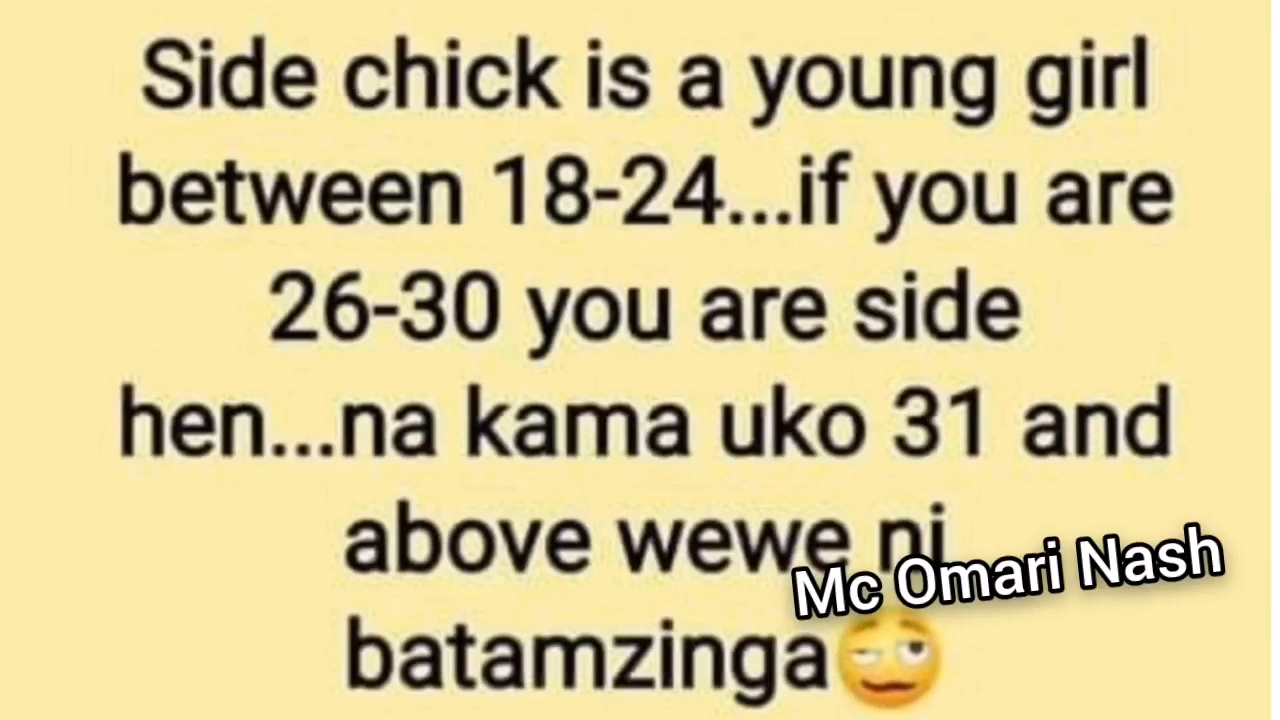 Side chick is a young girl
between 18-24...if you are
26-30 you are side
hen...na kama uko 31 and
above wewe ni
batamzinga🥴
Mc Omari Nash